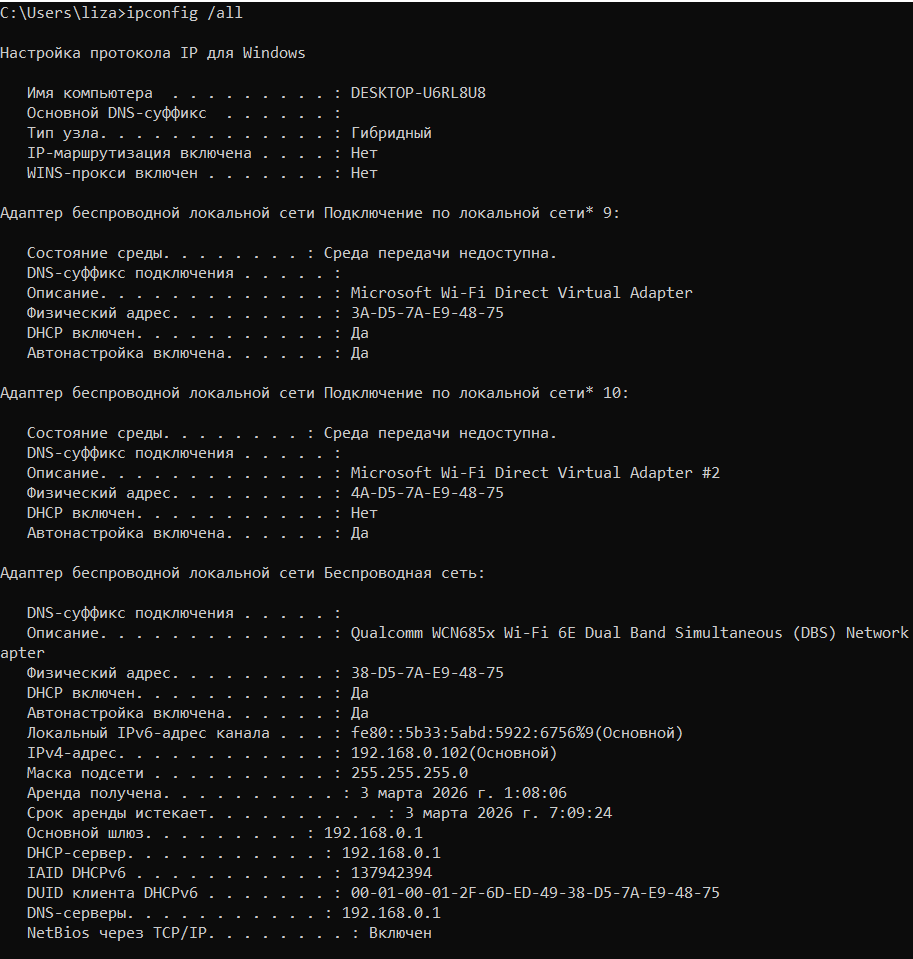 C:\Users\liza>ipconfig /all
Настройка протокола IP для Windows
Имя компьютера  . . . . . . . . . : DESKTOP-U6RL8U8
Основной DNS-суффикс  . . . . . . :
Тип узла. . . . . . . . . . . . . : Гибридный
IP-маршрутизация включена . . . . : Нет
WINS-прокси включен . . . . . . . : Нет
Адаптер беспроводной локальной сети Подключение по локальной сети* 9:
Состояние среды. . . . . . . . : Среда передачи недоступна.
DNS-суффикс подключения . . . . . :
Описание. . . . . . . . . . . . . : Microsoft Wi-Fi Direct Virtual Adapter
Физический адрес. . . . . . . . . : 3A-D5-7A-E9-48-75
DHCP включен. . . . . . . . . . . : Да
Автонастройка включена. . . . . . : Да
Адаптер беспроводной локальной сети Подключение по локальной сети* 10:
Состояние среды. . . . . . . . : Среда передачи недоступна.
DNS-суффикс подключения . . . . . :
Описание. . . . . . . . . . . . . : Microsoft Wi-Fi Direct Virtual Adapter #2
Физический адрес. . . . . . . . . : 4A-D5-7A-E9-48-75
DHCP включен. . . . . . . . . . . : Нет
Автонастройка включена. . . . . . : Да
Адаптер беспроводной локальной сети Беспроводная сеть:
DNS-суффикс подключения . . . . . :
Описание. . . . . . . . . . . . . : Qualcomm WCN685x Wi-Fi 6E Dual Band Simultaneous (DBS) Network
apter
Физический адрес. . . . . . . . . : 38-D5-7A-E9-48-75
DHCP включен. . . . . . . . . . . : Да
Автонастройка включена. . . . . . : Да
Локальный IPv6-адрес канала . . . : fe80::5b33:5abd:5922:6756%9(Основной)
IPv4-адрес. . . . . . . . . . . . : 192.168.0.102(Основной)
Маска подсети . . . . . . . . . . : 255.255.255.0
Аренда получена. . . . . . . . . . : 3 марта 2026 г. 1:08:06
Срок аренды истекает. . . . . . . . . . : 3 марта 2026 г. 7:09:24
Основной шлюз. . . . . . . . . : 192.168.0.1
DHCP-сервер. . . . . . . . . . . : 192.168.0.1
IAID DHCPv6 . . . . . . . . . . . : 137942394
DUID клиента DHCPv6 . . . . . . . : 00-01-00-01-2F-6D-ED-49-38-D5-7A-E9-48-75
DNS-серверы. . . . . . . . . . . : 192.168.0.1
NetBios через TCP/IP. . . . . . . . : Включен